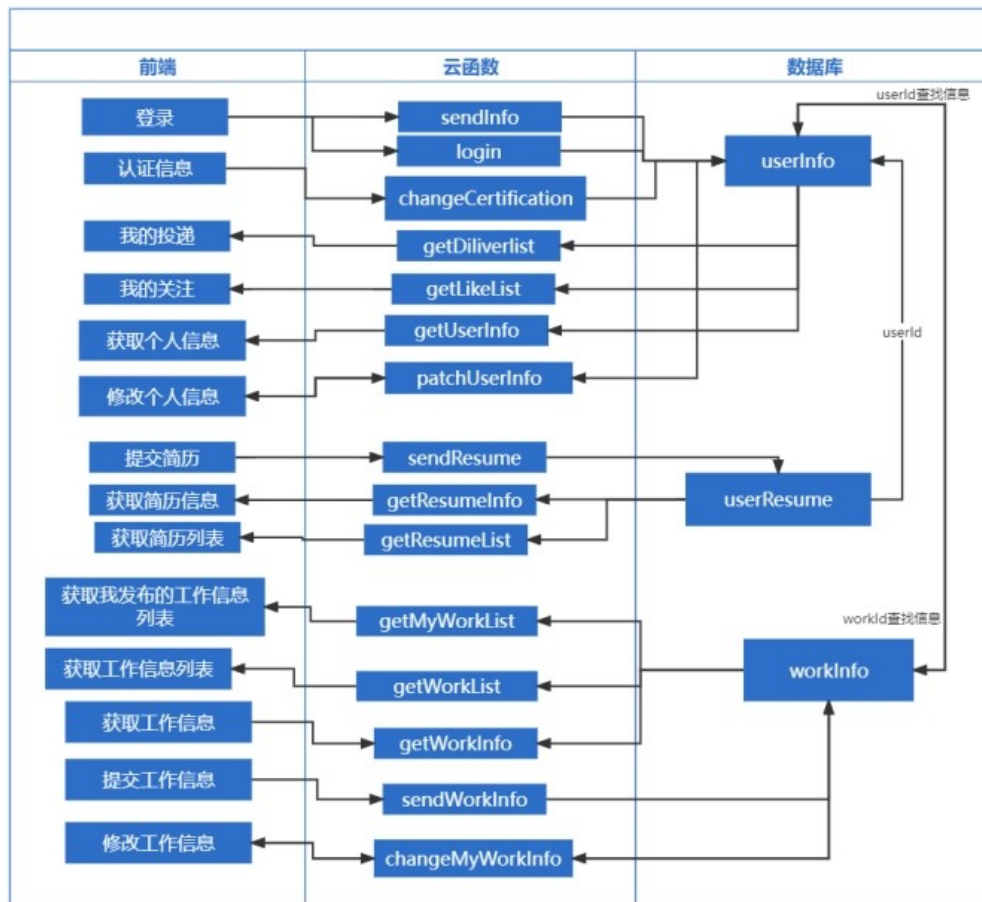 前端
云函数
数据库
userId查找信息
登录
sendInfo
login
userInfo
认证信息
changeCertification
我的投递
getDiliverlist
我的关注
getLikeList
获取个人信息
getUserInfo
userId
修改个人信息
patchUserInfo
提交简历
sendResume
获取简历信息
getResumeInfo
userResume
获取简历列表
getResumeList
获取我发布的工作信息
列表
getMyWorkList
workId查找信息
获取工作信息列表
getWorkList
workInfo
获取工作信息
getWorkInfo
提交工作信息
sendWorkInfo
修改工作信息
changeMyWorkInfo